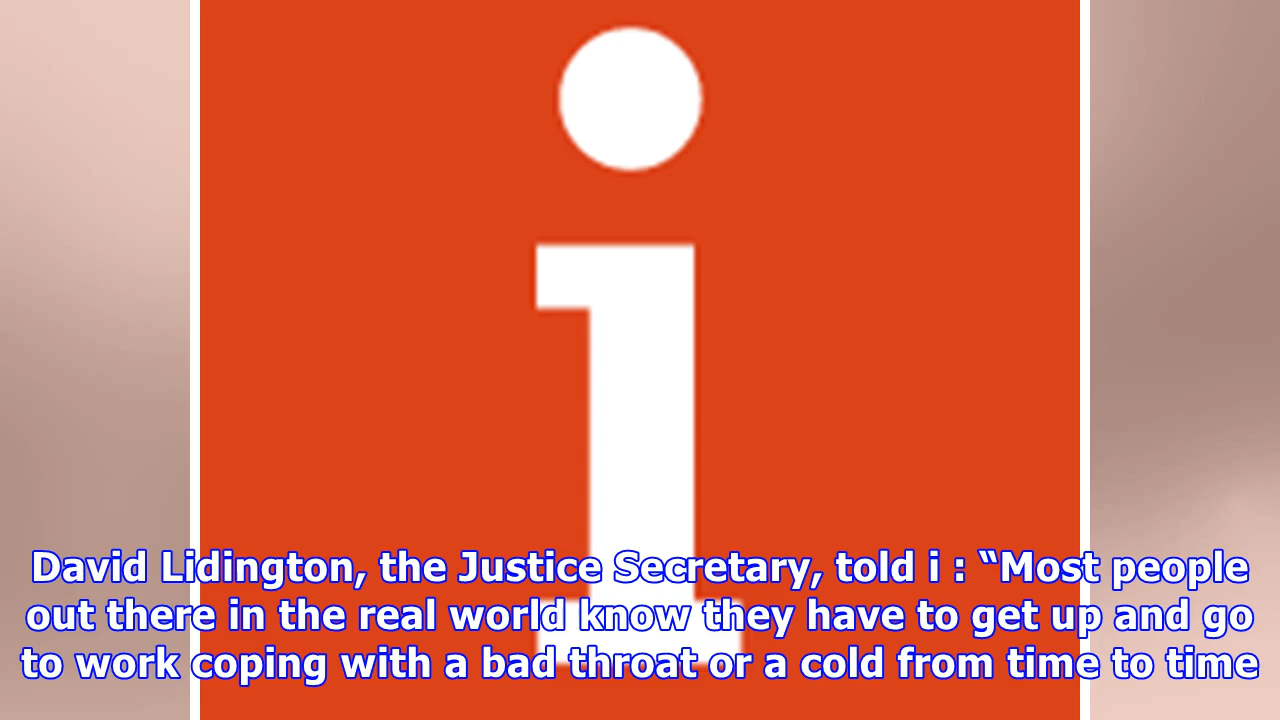 i
David Lidington, the Justice Secretary, told i : “Most people
out there in the real world know they have to get up and go
to work coping with a bad throat or a cold from time to time